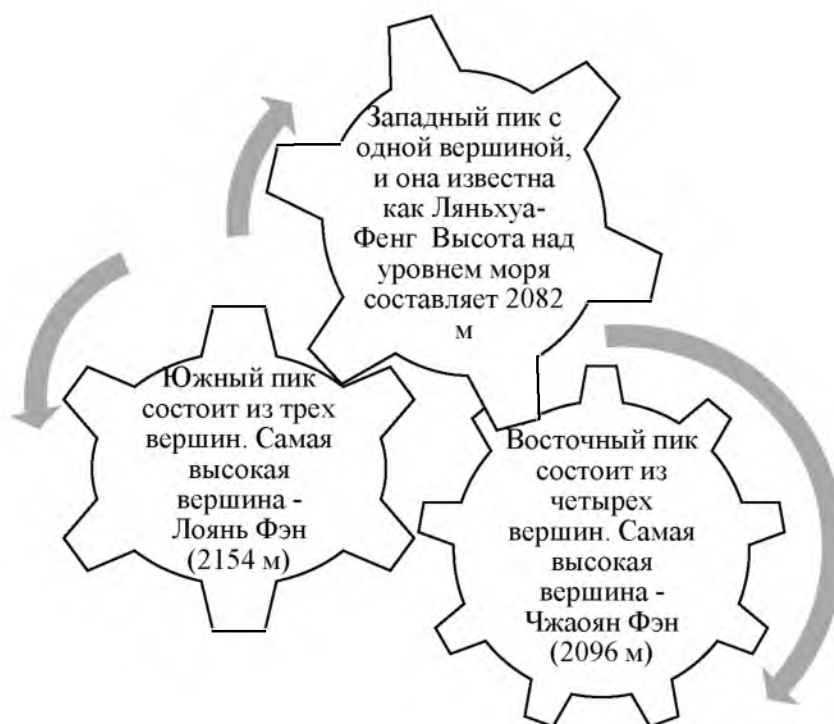 Западный пик с
одной вершиной,
и она известна
как Ляньхуа-
Фенг Высота над
уровнем моря
составляет 2082
м
Южный пик
состоит из трех
вершин. Самая
высокая
вершина -
Лоянь Фэн
(2154 м)
Восточный пик
состоит из
четырех
вершин. Самая
высокая
вершина -
Чжаоян Фэн
(2096 м)